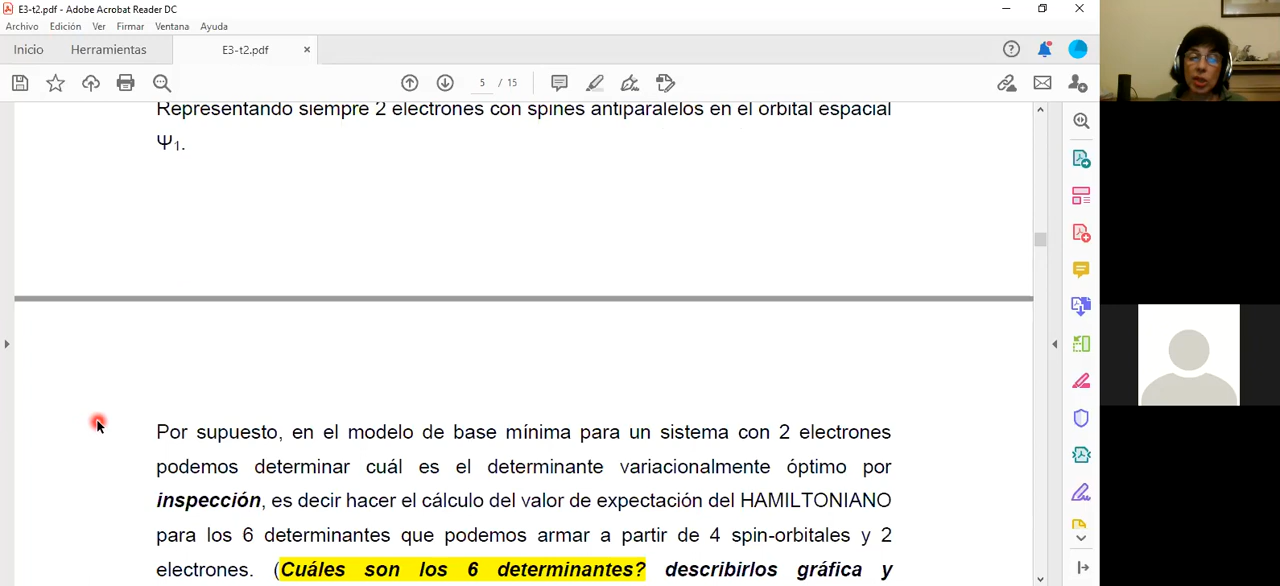 E3-t2.pdf - Adobe Acrobat Reader DC
Archivo Edición Ver Firmar Ventana Ayuda
Inicio Herramientas E3-t2.pdf
5 / 15
Representando siempre 2 electrones con spines antiparalelos en el orbital espacial
Ψ₁.
Por supuesto, en el modelo de base mínima para un sistema con 2 electrones
podemos determinar cuál es el determinante variacionalmente óptimo por
inspección, es decir hacer el cálculo del valor de expectación del HAMILTONIANO
para los 6 determinantes que podemos armar a partir de 4 spin-orbitales y 2
electrones. (Cuáles son los 6 determinantes? describirlos gráfica y